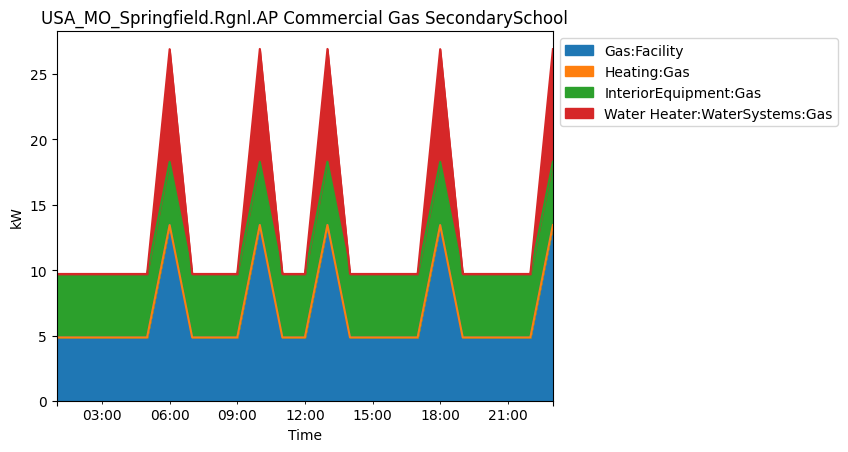 USA_MO_Springfield.Rgnl.AP Commercial Gas SecondarySchool
Gas:Facility
Heating:Gas
InteriorEquipment:Gas
Water Heater:WaterSystems:Gas
25
20
15
10
5
0
kW
03:00 06:00 09:00 12:00 15:00 18:00 21:00
Time